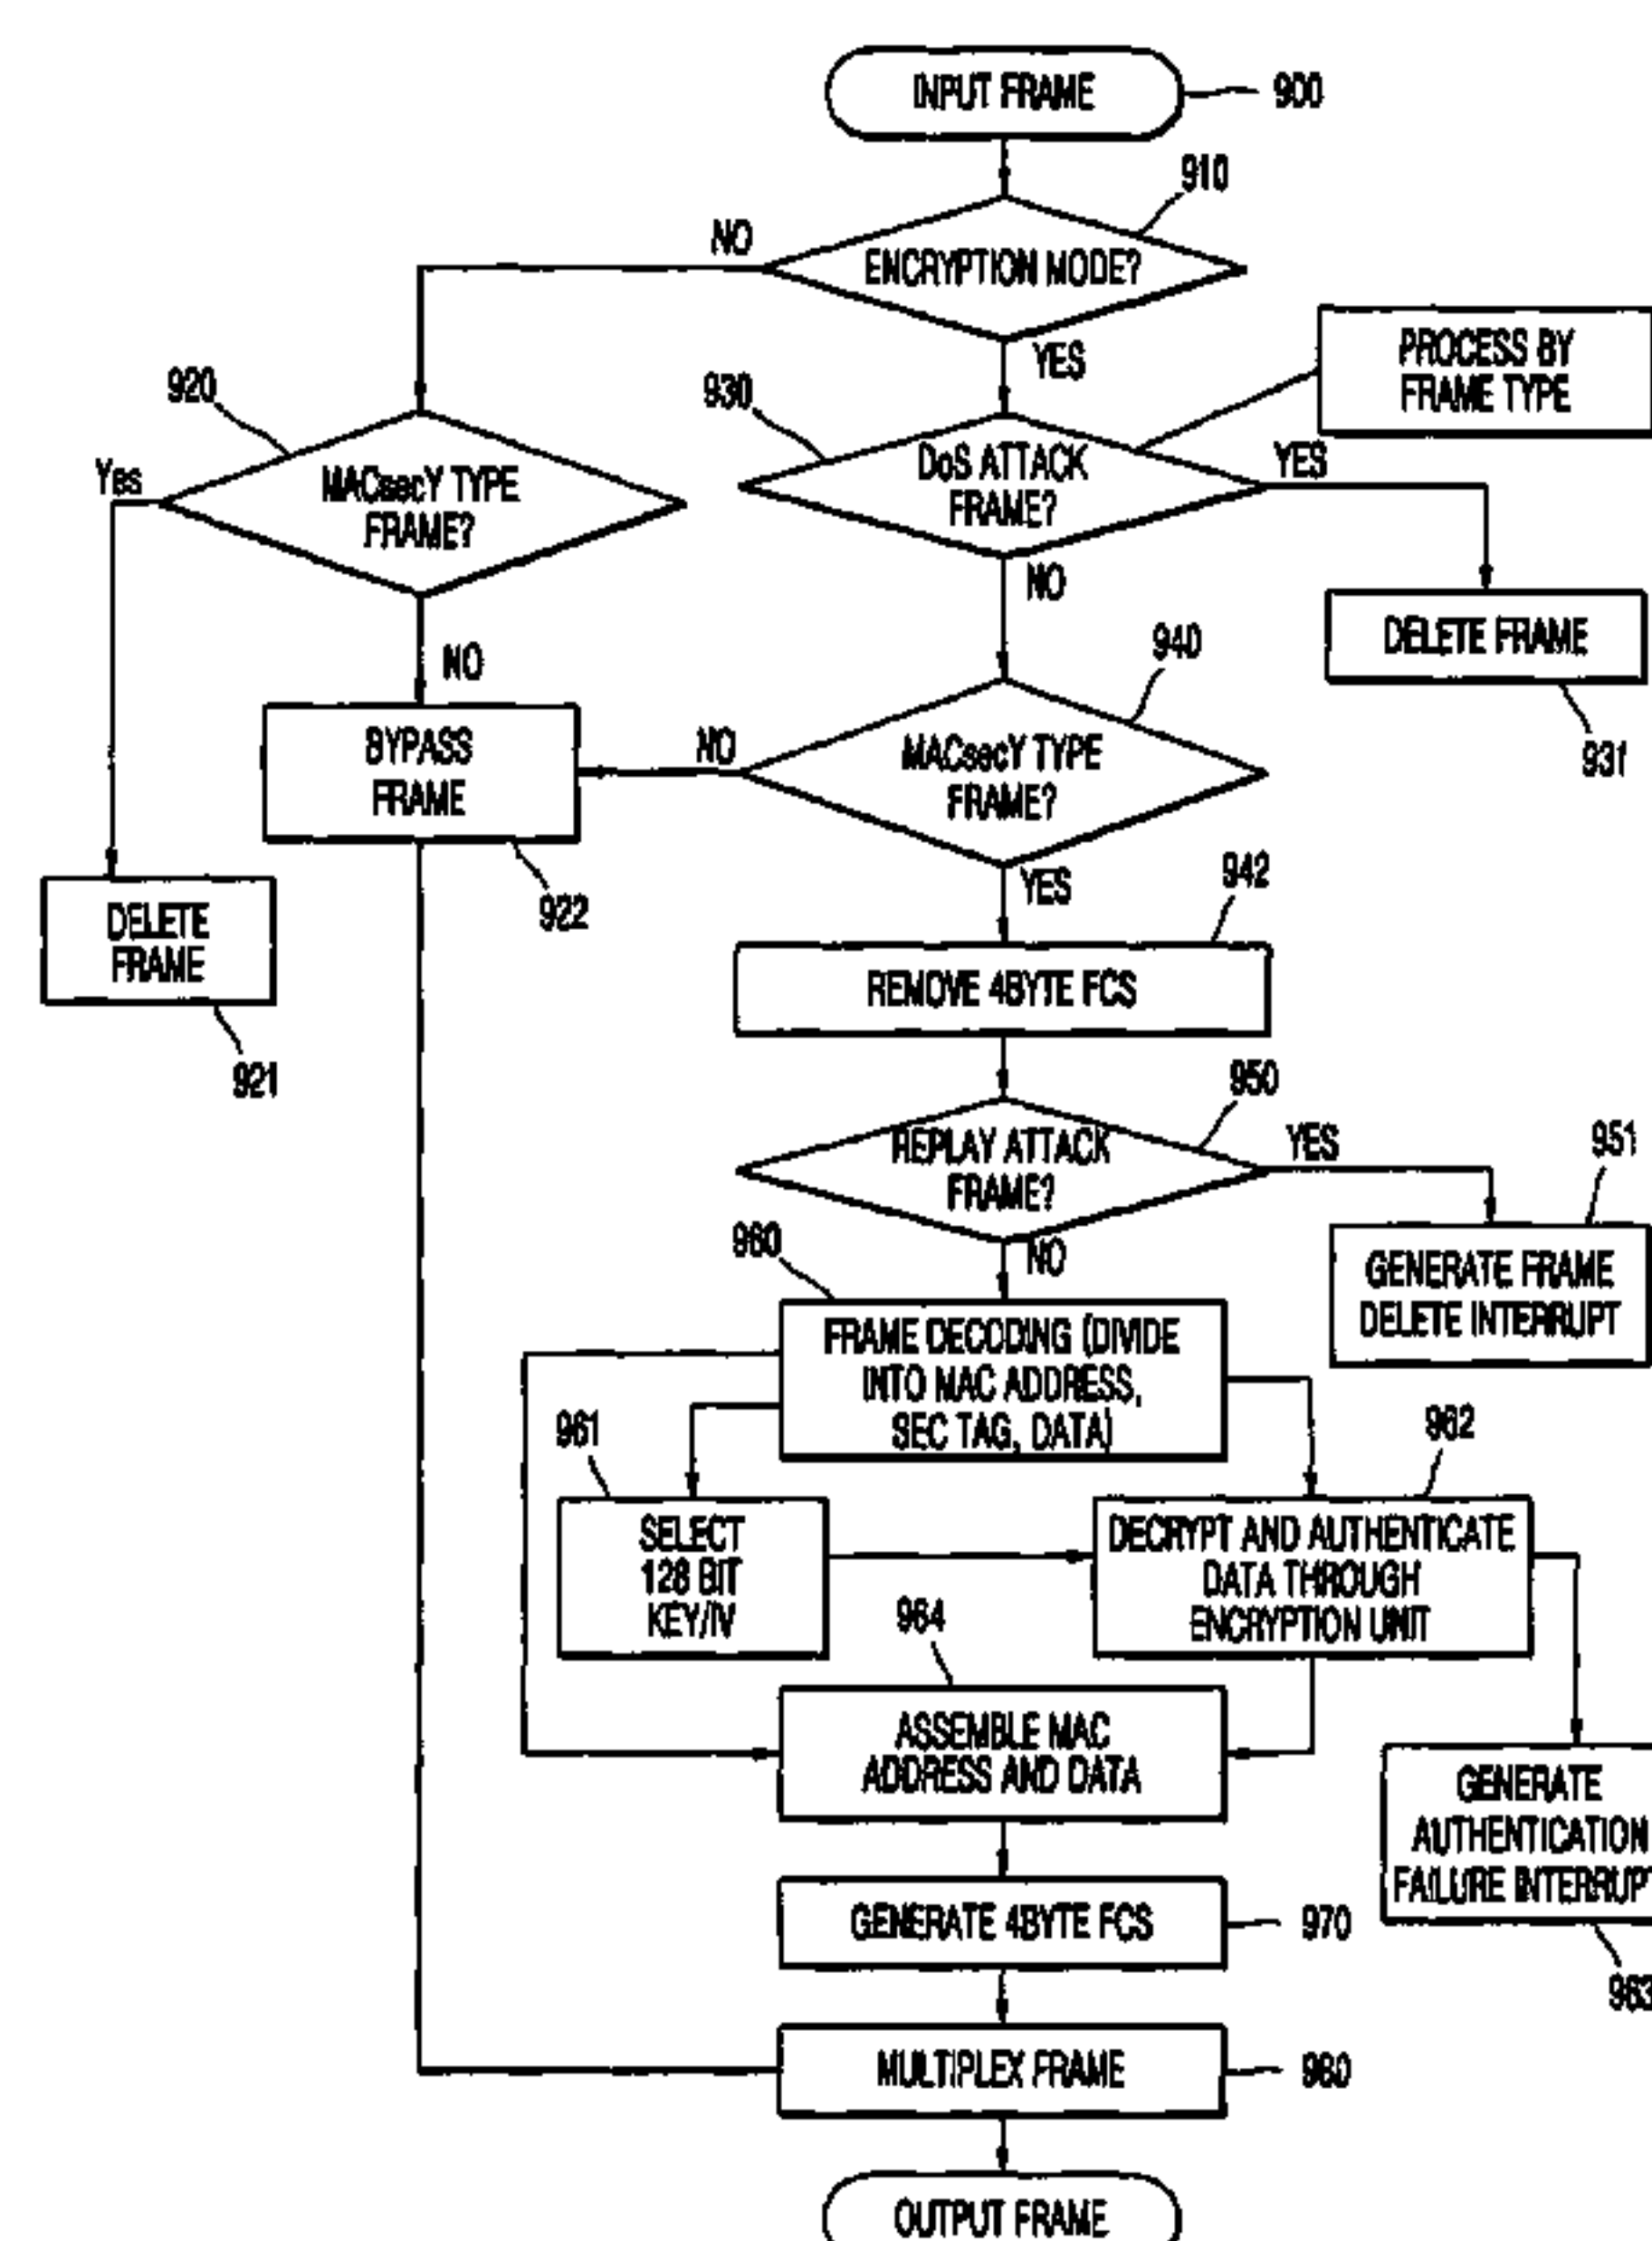 INPUT FRAME
900
910
ENCRYPTION MODE?
NO
YES
PROCESS BY
FRAME TYPE
920
930
Yes
MACsecY TYPE
FRAME?
DoS ATTACK
FRAME?
YES
NO
DELETE FRAME
931
NO
940
BYPASS
FRAME
922
NO
MACsecY TYPE
FRAME?
YES
DELETE
FRAME
921
942
REMOVE 4BYTE FCS
950
REPLAY ATTACK
FRAME?
YES
951
GENERATE FRAME
DELETE INTERRUPT
NO
960
FRAME DECODING (DIVIDE
INTO MAC ADDRESS,
SEC TAG, DATA)
961
SELECT
128 BIT
KEY/IV
962
DECRYPT AND AUTHENTICATE
DATA THROUGH
ENCRYPTION UNIT
964
ASSEMBLE MAC
ADDRESS AND DATA
GENERATE
AUTHENTICATION
FAILURE INTERRUPT
963
GENERATE 4BYTE FCS
970
MULTIPLEX FRAME
980
OUTPUT FRAME